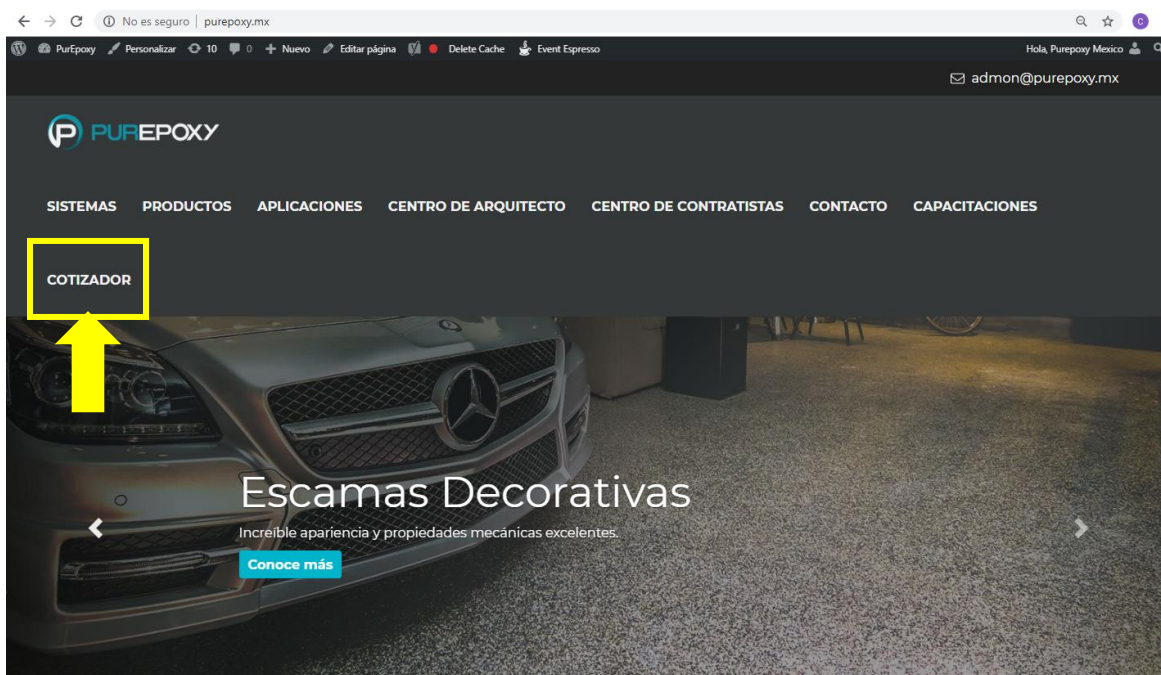 No es seguro | purepoxy.mx
C
PurEpoxy Personalizar 10 0 Nuevo Editar página Delete Cache Event Espresso Hola, Purepoxy Mexico
admon@purepoxy.mx
P PUREPOXY
SISTEMAS PRODUCTOS APLICACIONES CENTRO DE ARQUITECTO CENTRO DE CONTRATISTAS CONTACTO CAPACITACIONES
COTIZADOR
Escamas Decorativas
Increíble apariencia y propiedades mecánicas excelentes.
Conoce más